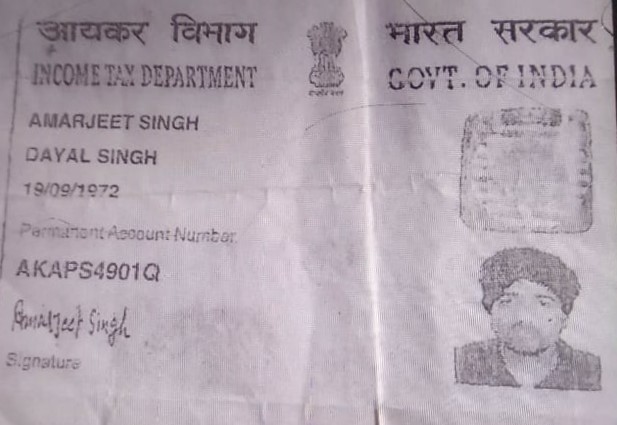 आयकर विभाग
भारत सरकार
INCOME TAX DEPARTMENT
GOVT. OF INDIA
AMARJEET SINGH
DAYAL SINGH
19/09/1972
Permanent Account Number
AKAPS4901Q
Amarjeet Singh
Signature